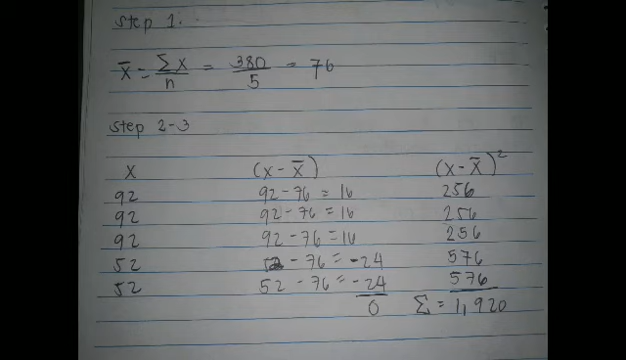 Step 1.
x̄ = Σx/n = 380/5 = 76
Step 2-3
x (x - x̄) (x - x̄)²
92 92 - 76 = 16 256
92 92 - 76 = 16 256
92 92 - 76 = 16 256
52 52 - 76 = -24 576
52 52 - 76 = -24 576
0 Σ = 1,920